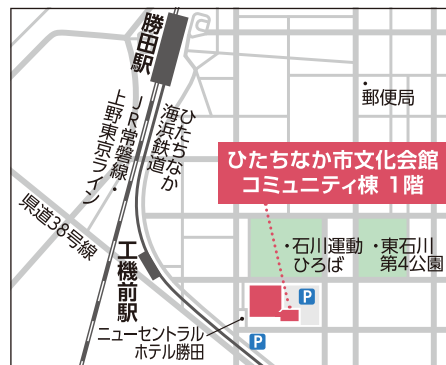 勝田駅
ひたちなか
海浜鉄道
JR常磐線・
上野東京ライン
郵便局
ひたちなか市文化会館
コミュニティ棟 1階
県道38号線
工機前駅
・石川運動
ひろば
・東石川
第4公園
P
ニューセントラル
ホテル勝田
P